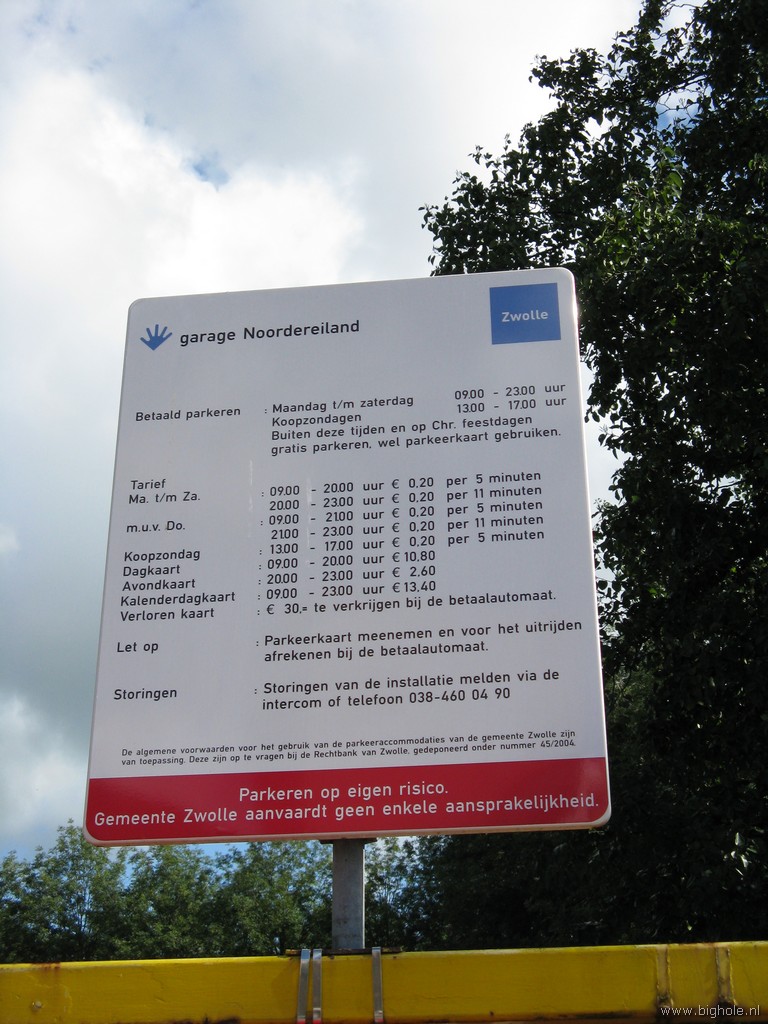 garage Noordereiland
Zwolle
Betaald parkeren : Maandag t/m zaterdag 09.00 - 23.00 uur
Koopzondagen 13.00 - 17.00 uur
Buiten deze tijden en op Chr. feestdagen
gratis parkeren, wel parkeerkaart gebruiken.
Tarief
Ma. t/m Za. : 09.00 - 20.00 uur € 0,20 per 5 minuten
20.00 - 23.00 uur € 0,20 per 11 minuten
m.u.v. Do. : 09.00 - 21.00 uur € 0,20 per 5 minuten
21.00 - 23.00 uur € 0,20 per 11 minuten
Koopzondag : 13.00 - 17.00 uur € 0,20 per 5 minuten
Dagkaart : 09.00 - 20.00 uur € 10,80
Avondkaart : 20.00 - 23.00 uur € 2,60
Kalenderdagkaart : 09.00 - 23.00 uur € 13,40
Verloren kaart : € 30,= te verkrijgen bij de betaalautomaat.
Let op : Parkeerkaart meenemen en voor het uitrijden
afrekenen bij de betaalautomaat.
Storingen : Storingen van de installatie melden via de
intercom of telefoon 038-460 04 90
De algemene voorwaarden voor het gebruik van de parkeeraccommodaties van de gemeente Zwolle zijn
van toepassing. Deze zijn op te vragen bij de Rechtbank van Zwolle, gedeponeerd onder nummer 45/2004.
Parkeren op eigen risico.
Gemeente Zwolle aanvaardt geen enkele aansprakelijkheid.
www.bighole.nl